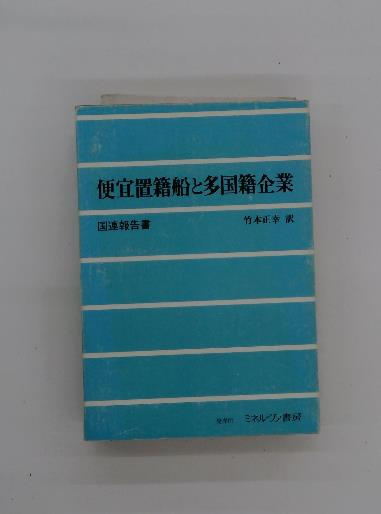 便宜置籍船と多国籍企業
国連報告書
竹本正幸 訳
発売所 ミネルヴァ書房